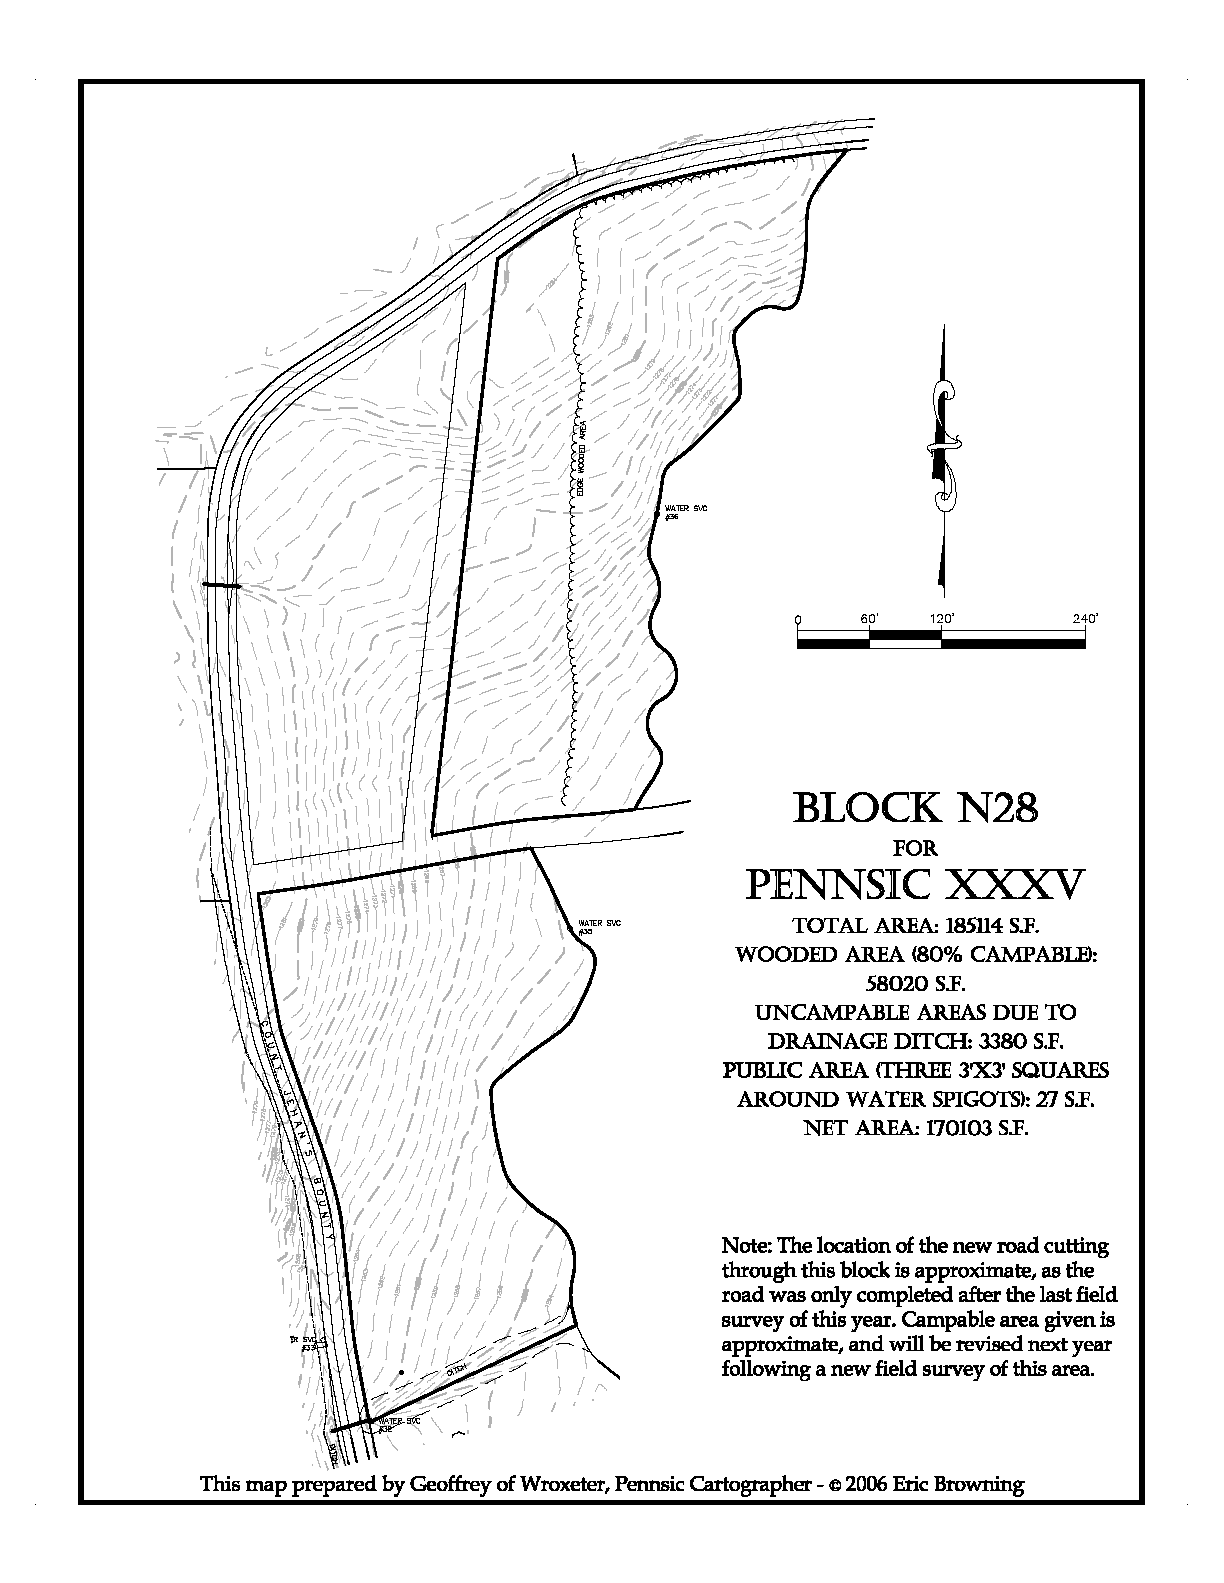 EDGE WOODED AREA
WATER SVC
#36
0 60' 120' 240'
BLOCK N28
FOR
PENNSIC XXXV
TOTAL AREA: 185114 S.F.
WOODED AREA (80% CAMPABLE):
58020 S.F.
UNCAMPABLE AREAS DUE TO
DRAINAGE DITCH: 3380 S.F.
PUBLIC AREA (THREE 3'X3' SQUARES
AROUND WATER SPIGOTS): 27 S.F.
NET AREA: 170103 S.F.
WATER SVC
#35
COUNT JEHAN'S BOUNTY
Note: The location of the new road cutting
through this block is approximate, as the
road was only completed after the last field
survey of this year. Campable area given is
approximate, and will be revised next year
following a new field survey of this area.
SVC
#33
DITCH
WATER SVC
#32
This map prepared by Geoffrey of Wroxeter, Pennsic Cartographer - © 2006 Eric Browning